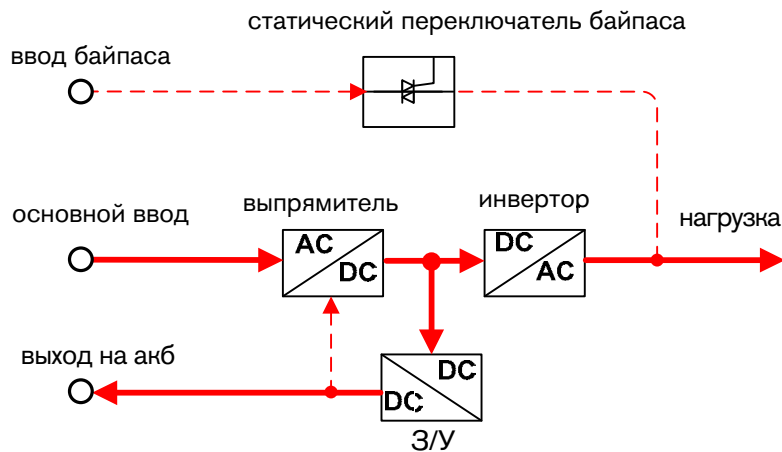 статический переключатель байпаса
ввод байпаса
основной ввод
выпрямитель
инвертор
нагрузка
AC
DC
DC
AC
выход на акб
DC
DC
З/У